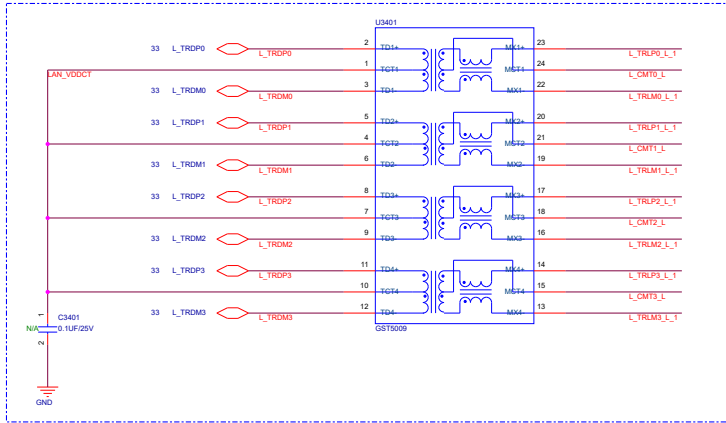 U3401
33 L_TRDP0 L_TRDP0 2 TD1+ MX1+ 23 L_TRLP0_L_1
LAN_VDDCT 1 TCT1 MST1 24 L_CMT0_L
33 L_TRDM0 L_TRDM0 3 TD1- MX1- 22 L_TRLM0_L_1
33 L_TRDP1 L_TRDP1 5 TD2+ MX2+ 20 L_TRLP1_L_1
4 TCT2 MST2 21 L_CMT1_L
33 L_TRDM1 L_TRDM1 6 TD2- MX2- 19 L_TRLM1_L_1
33 L_TRDP2 L_TRDP2 8 TD3+ MX3+ 17 L_TRLP2_L_1
7 TCT3 MST3 18 L_CMT2_L
33 L_TRDM2 L_TRDM2 9 TD3- MX3- 16 L_TRLM2_L_1
33 L_TRDP3 L_TRDP3 11 TD4+ MX4+ 14 L_TRLP3_L_1
10 TCT4 MST4 15 L_CMT3_L
33 L_TRDM3 L_TRDM3 12 TD4- MX4- 13 L_TRLM3_L_1
GST5009
1
C3401
N/A 0.1UF/25V
2
GND